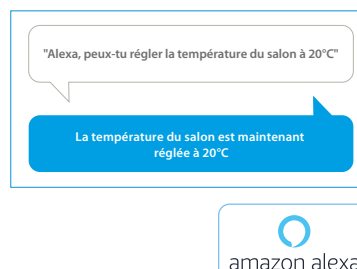 "Alexa, peux-tu régler la température du salon à 20°C"
La température du salon est maintenant
réglée à 20°C
amazon alexa